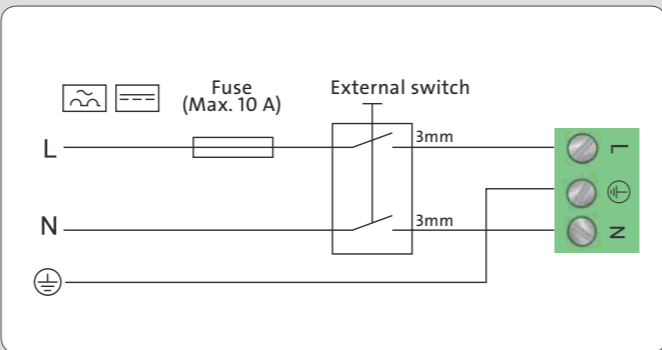 Fuse
(Max. 10 A)
External switch
L
3mm
L
N
3mm
N